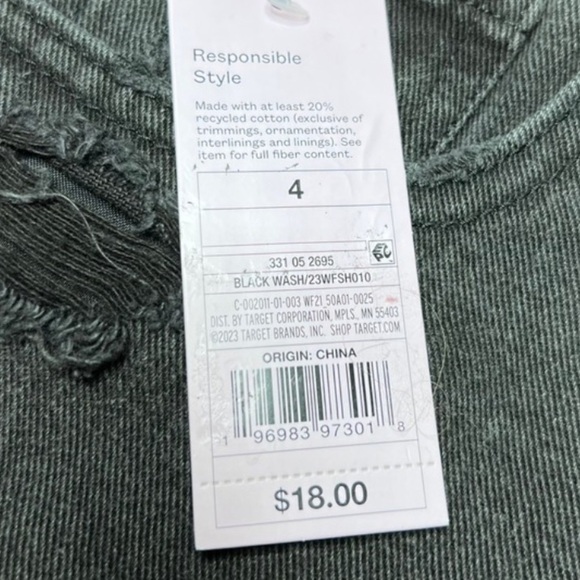 Responsible
Style
Made with at least 20%
recycled cotton (exclusive of
trimmings, ornamentation,
interlinings and linings). See
item for full fiber content.
4
331 05 2695
BLACK WASH/23WFSH010
C-002011-01-003 WF21_50A01-0025
DIST. BY TARGET CORPORATION, MPLS, MN 55403
©2023 TARGET BRANDS, INC. SHOP TARGET.COM
ORIGIN: CHINA
1 96983 97301 8
$18.00